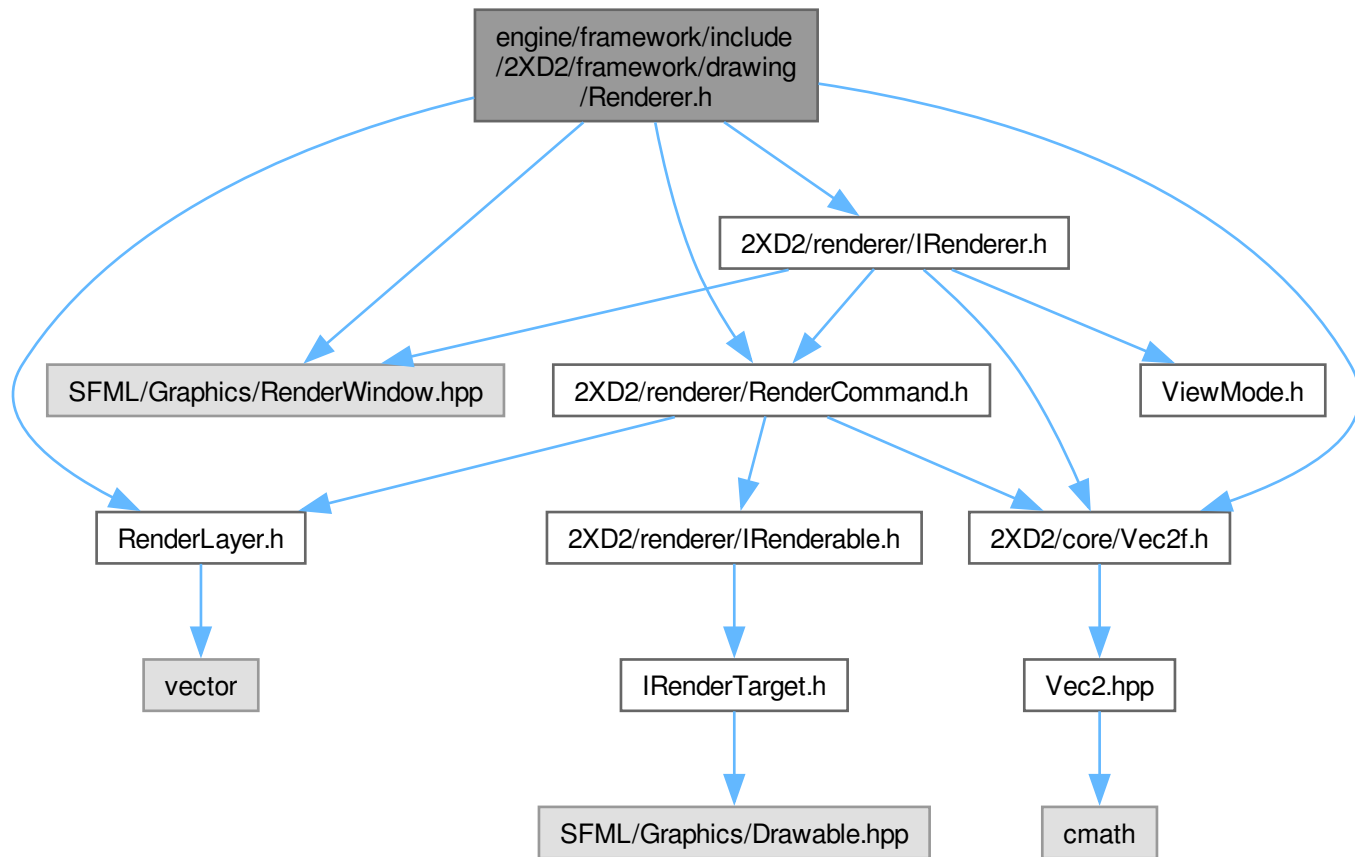 engine/framework/include
/2XD2/framework/drawing
/Renderer.h
2XD2/renderer/IRenderer.h
SFML/Graphics/RenderWindow.hpp
2XD2/renderer/RenderCommand.h
ViewMode.h
RenderLayer.h
2XD2/renderer/IRenderable.h
2XD2/core/Vec2f.h
vector
IRenderTarget.h
Vec2.hpp
SFML/Graphics/Drawable.hpp
cmath